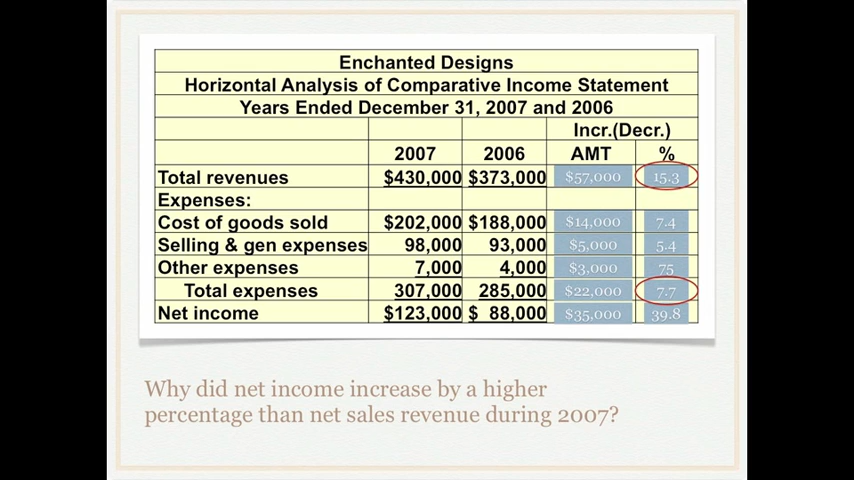 Enchanted Designs
Horizontal Analysis of Comparative Income Statement
Years Ended December 31, 2007 and 2006
Incr.(Decr.)
2007 2006 AMT %
Total revenues $430,000 $373,000 $57,000 15.3
Expenses:
Cost of goods sold $202,000 $188,000 $14,000 7.4
Selling & gen expenses 98,000 93,000 $5,000 5.4
Other expenses 7,000 4,000 $3,000 75
Total expenses 307,000 285,000 $22,000 7.7
Net income $123,000 $ 88,000 $35,000 39.8
Why did net income increase by a higher
percentage than net sales revenue during 2007?